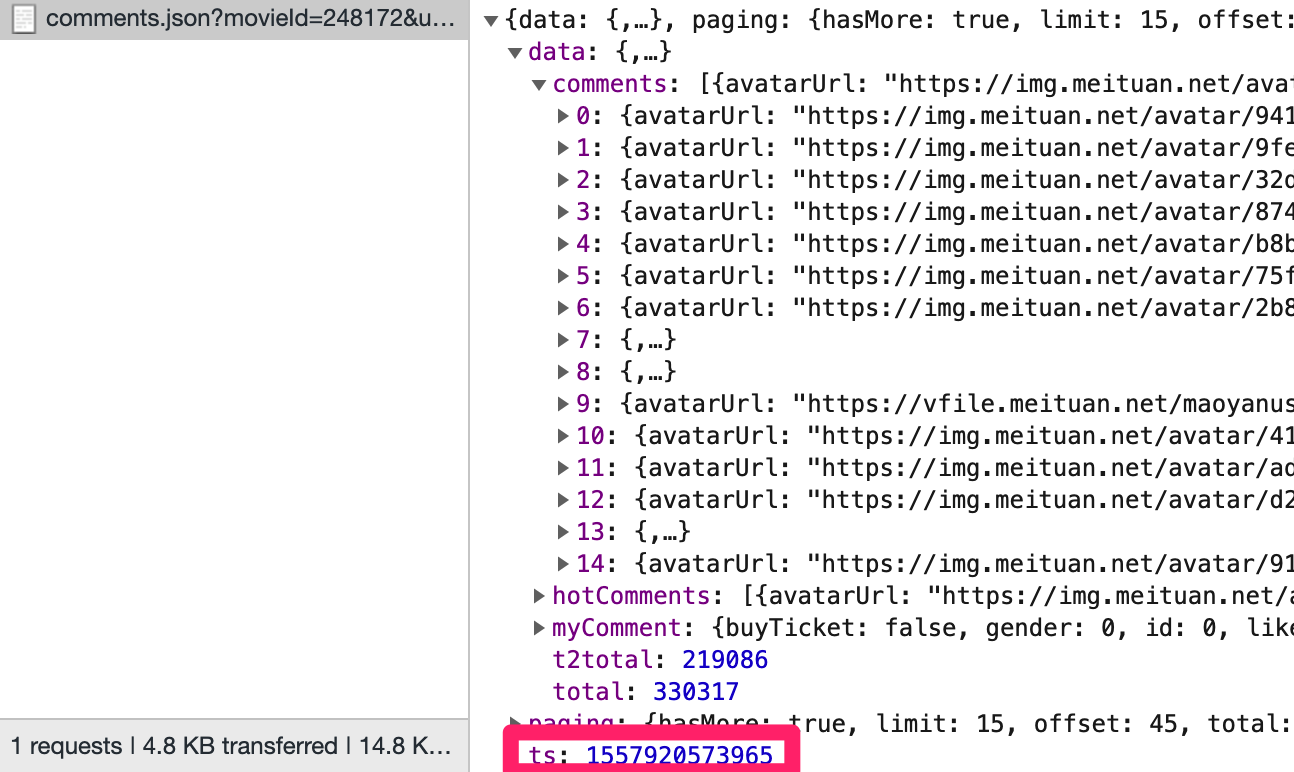 comments.json?movieId=248172&u...
{data: {,…}, paging: {hasMore: true, limit: 15, offset:
data: {,…}
comments: [{avatarUrl: "https://img.meituan.net/avat
0: {avatarUrl: "https://img.meituan.net/avatar/941
1: {avatarUrl: "https://img.meituan.net/avatar/9fe
2: {avatarUrl: "https://img.meituan.net/avatar/32d
3: {avatarUrl: "https://img.meituan.net/avatar/874
4: {avatarUrl: "https://img.meituan.net/avatar/b8b
5: {avatarUrl: "https://img.meituan.net/avatar/75f
6: {avatarUrl: "https://img.meituan.net/avatar/2b8
7: {,…}
8: {,…}
9: {avatarUrl: "https://vfile.meituan.net/maoyanus
10: {avatarUrl: "https://img.meituan.net/avatar/41
11: {avatarUrl: "https://img.meituan.net/avatar/ad
12: {avatarUrl: "https://img.meituan.net/avatar/d2
13: {,…}
14: {avatarUrl: "https://img.meituan.net/avatar/91
hotComments: [{avatarUrl: "https://img.meituan.net/a
myComment: {buyTicket: false, gender: 0, id: 0, like
t2total: 219086
total: 330317
paging: {hasMore: true, limit: 15, offset: 45, total:
ts: 1557920573965
1 requests | 4.8 KB transferred | 14.8 K...